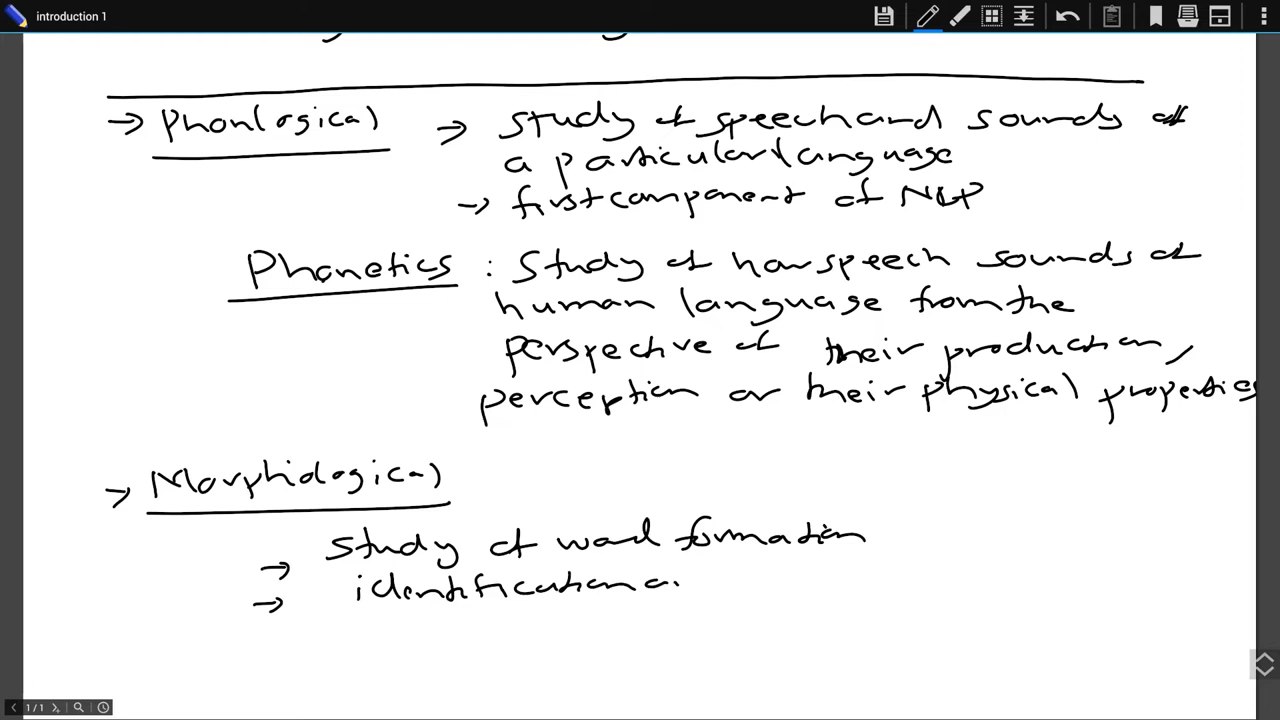 introduction 1
→ Phonlogical → study of speech and sounds of
a particular language
→ first component of NLP
Phonetics : Study of how speech sounds of
human language from the
perspective of their production,
perception or their physical properties
→ Morphological
→ Study of word formation
→ identification
1/1